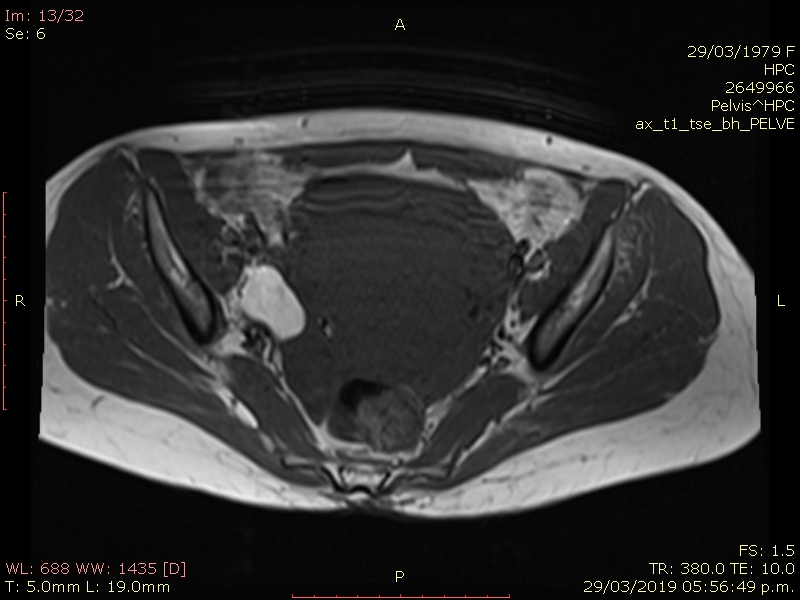 Im: 13/32
Se: 6
A
29/03/1979 F
HPC
2649966
Pelvis^HPC
ax_t1_tse_bh_PELVE
R
L
WL: 688 WW: 1435 [D]
T: 5.0mm L: 19.0mm
P
FS: 1.5
TR: 380.0 TE: 10.0
29/03/2019 05:56:49 p.m.